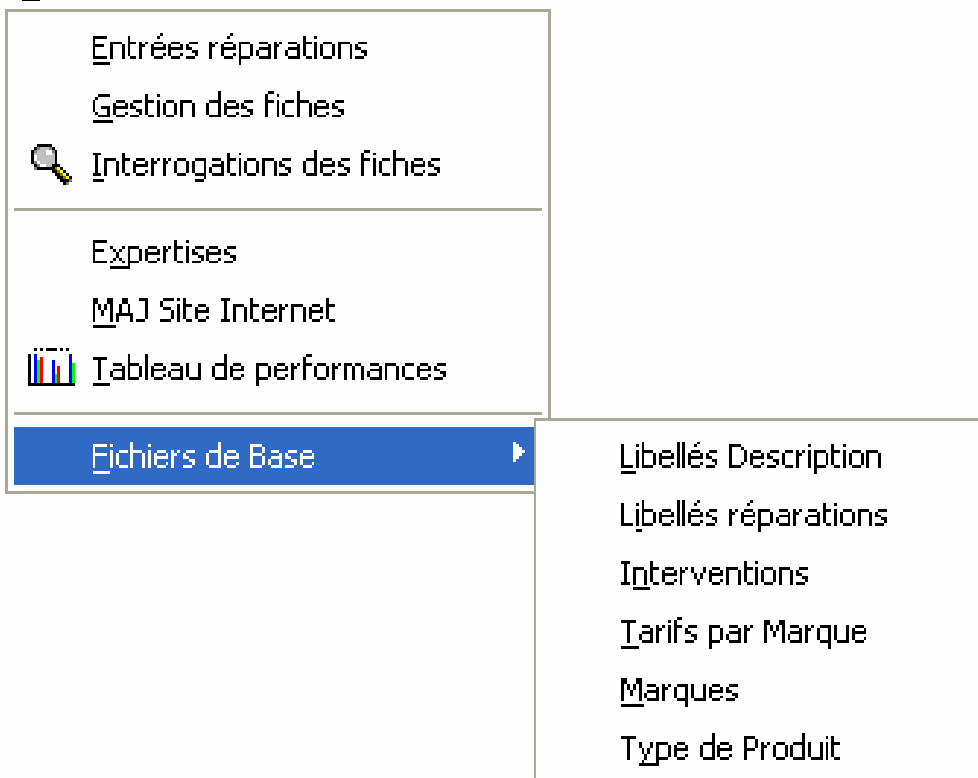 Entrées réparations
Gestion des fiches
Interrogations des fiches
Expertises
MAJ Site Internet
Tableau de performances
Fichiers de Base
Libellés Description
Libellés réparations
Interventions
Tarifs par Marque
Marques
Type de Produit